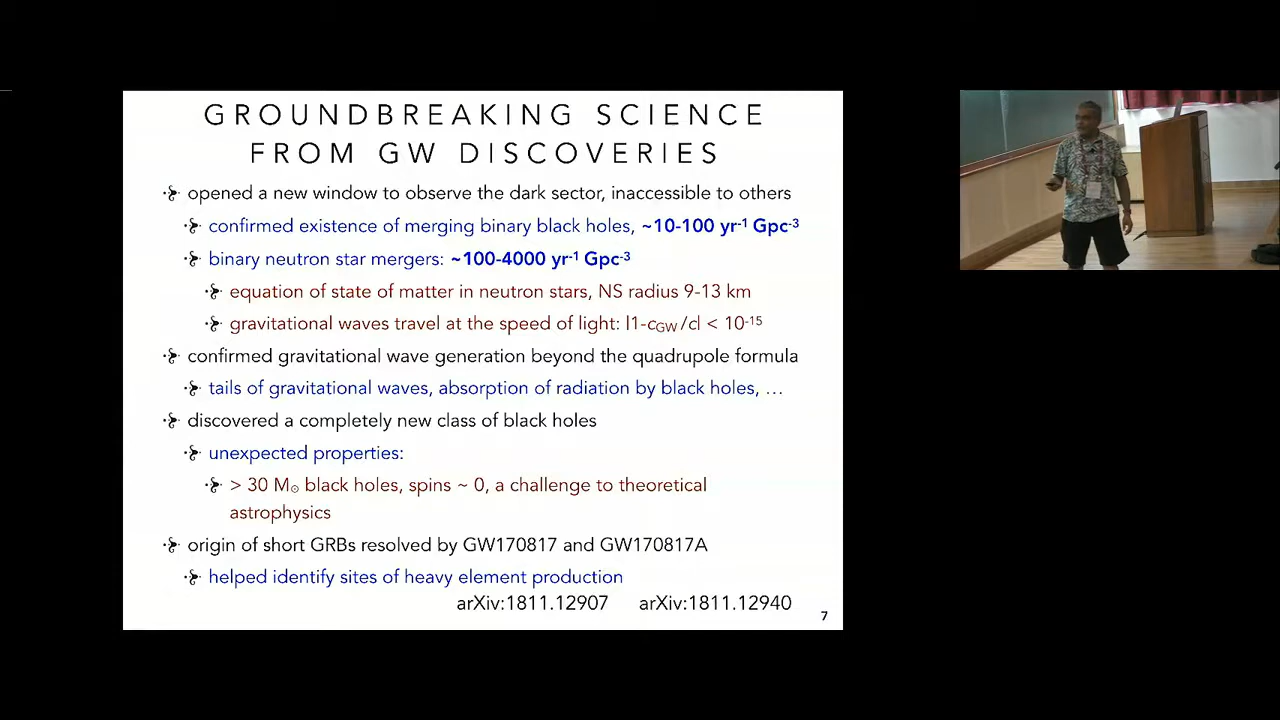 GROUNDBREAKING SCIENCE
FROM GW DISCOVERIES
opened a new window to observe the dark sector, inaccessible to others
confirmed existence of merging binary black holes, ~10-100 yr⁻¹ Gpc⁻³
binary neutron star mergers: ~100-4000 yr⁻¹ Gpc⁻³
equation of state of matter in neutron stars, NS radius 9-13 km
gravitational waves travel at the speed of light: |1-c_GW/c| < 10⁻¹⁵
confirmed gravitational wave generation beyond the quadrupole formula
tails of gravitational waves, absorption of radiation by black holes, …
discovered a completely new class of black holes
unexpected properties:
> 30 M☉ black holes, spins ~ 0, a challenge to theoretical
astrophysics
origin of short GRBs resolved by GW170817 and GW170817A
helped identify sites of heavy element production
arXiv:1811.12907 arXiv:1811.12940
7